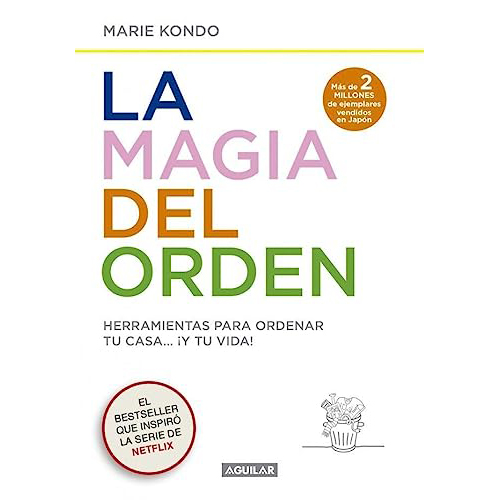 MARIE KONDO
LA
MAGIA
DEL
ORDEN
Más de 2
MILLONES
de ejemplares
vendidos
en Japón
HERRAMIENTAS PARA ORDENAR
TU CASA... ¡Y TU VIDA!
EL
BESTSELLER
QUE INSPIRÓ
LA SERIE DE
NETFLIX
AGUILAR